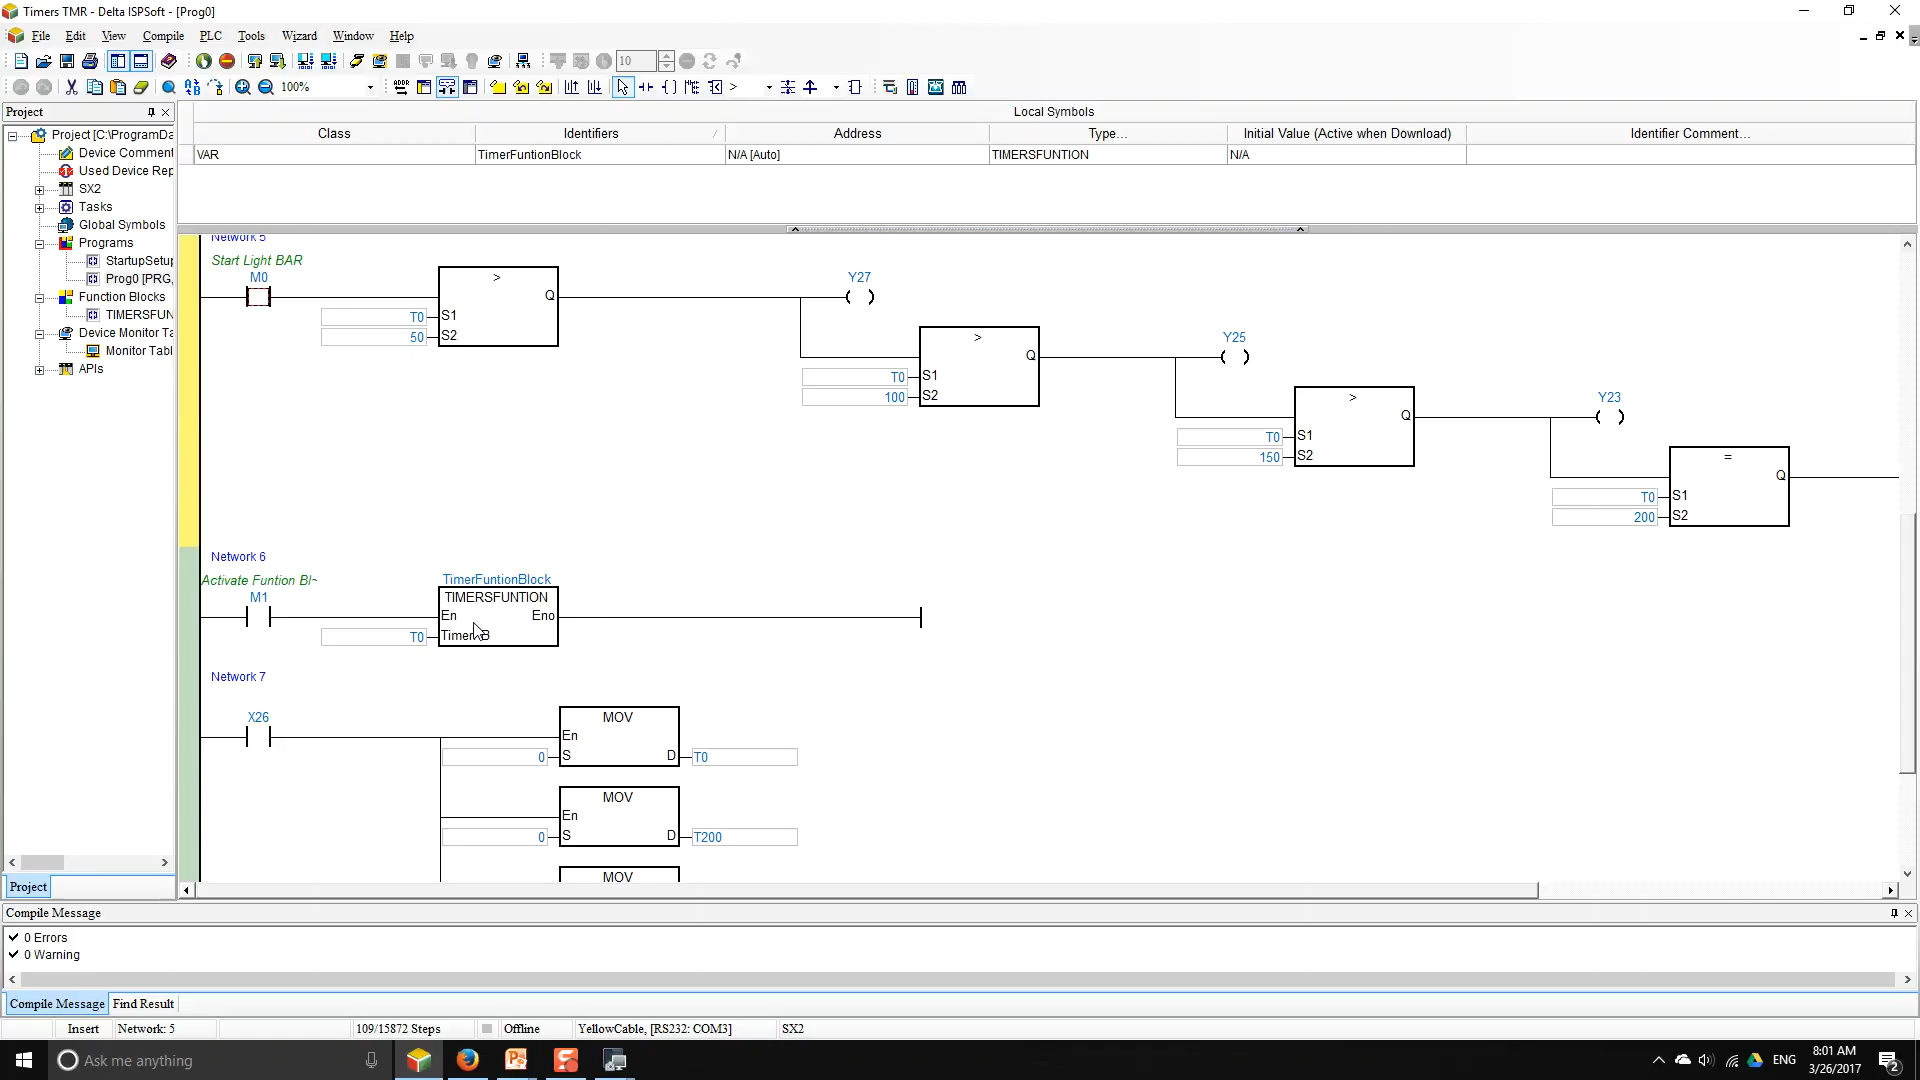 Timers TMR - Delta ISPSoft - [Prog0]
File Edit View Compile PLC Tools Wizard Window Help
10
100%
Project
Project [C:\ProgramDa
Device Comment
Used Device Rep
SX2
Tasks
Global Symbols
Programs
StartupSetup
Prog0 [PRG,
Function Blocks
TIMERSFUN
Device Monitor Ta
Monitor Tabl
APIs
Project
Local Symbols
Class Identifiers Address Type... Initial Value (Active when Download) Identifier Comment...
VAR TimerFuntionBlock N/A [Auto] TIMERSFUNTION N/A
Network 5
Start Light BAR
M0
>
Q
T0 S1
50 S2
Y27
>
Q
T0 S1
100 S2
Y25
>
Q
T0 S1
150 S2
Y23
=
Q
T0 S1
200 S2
Network 6
Activate Funtion Bl~
M1
TimerFuntionBlock
TIMERSFUNTION
En Eno
T0
Network 7
X26
MOV
En
0 S D T0
MOV
En
0 S D T200
MOV
Compile Message
0 Errors
0 Warning
Compile Message Find Result
Insert Network: 5 109/15872 Steps Offline YellowCable, [RS232: COM3] SX2
Ask me anything
ENG
8:01 AM
3/26/2017
2